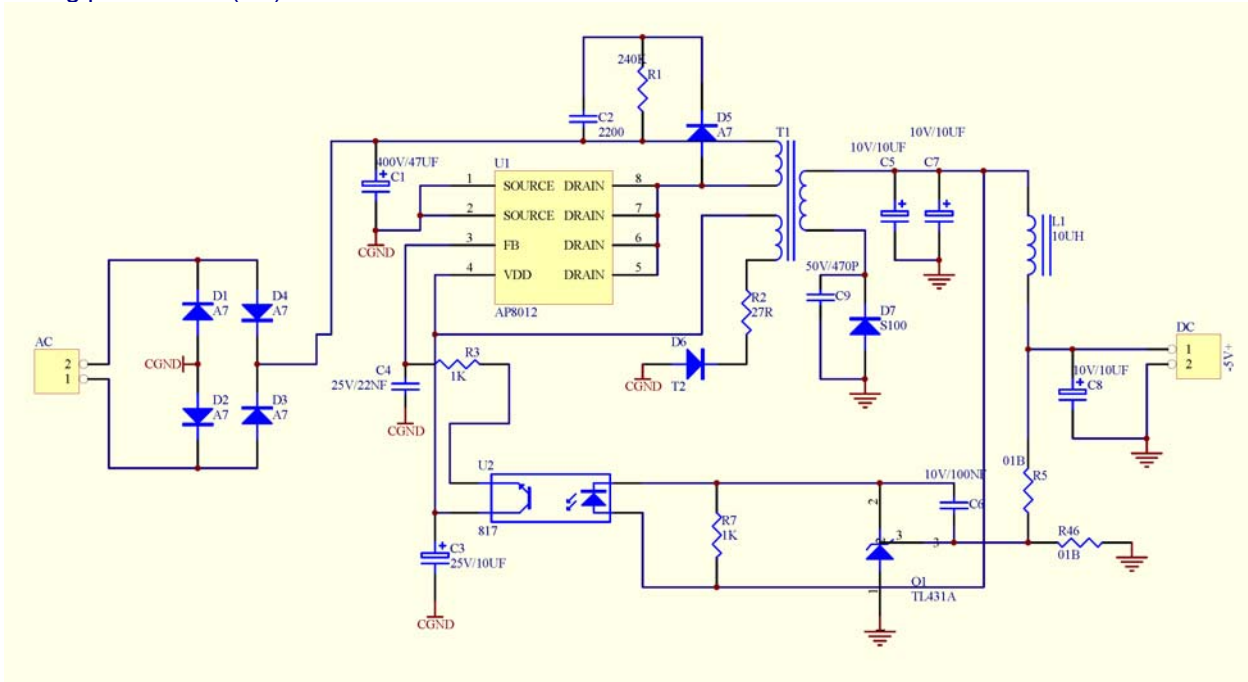 240K
R1
C2
2200
D5
A7
T1
10V/10UF
10V/10UF
C5
C7
400V/47UF
C1
CGND
U1
1 SOURCE DRAIN 8
2 SOURCE DRAIN 7
3 FB DRAIN 6
4 VDD DRAIN 5
AP8012
L1
10UH
50V/470P
C9
D7
S100
R2
27R
D6
T2
CGND
D1
A7
D4
A7
AC
2
1
CGND
D2
A7
D3
A7
R3
1K
C4
25V/22NF
CGND
DC
1
2
-5V+
10V/10UF
C8
U2
817
C3
25V/10UF
CGND
R7
1K
10V/100NF
C6
2
3
3
1
Q1
TL431A
01B
R5
R46
01B